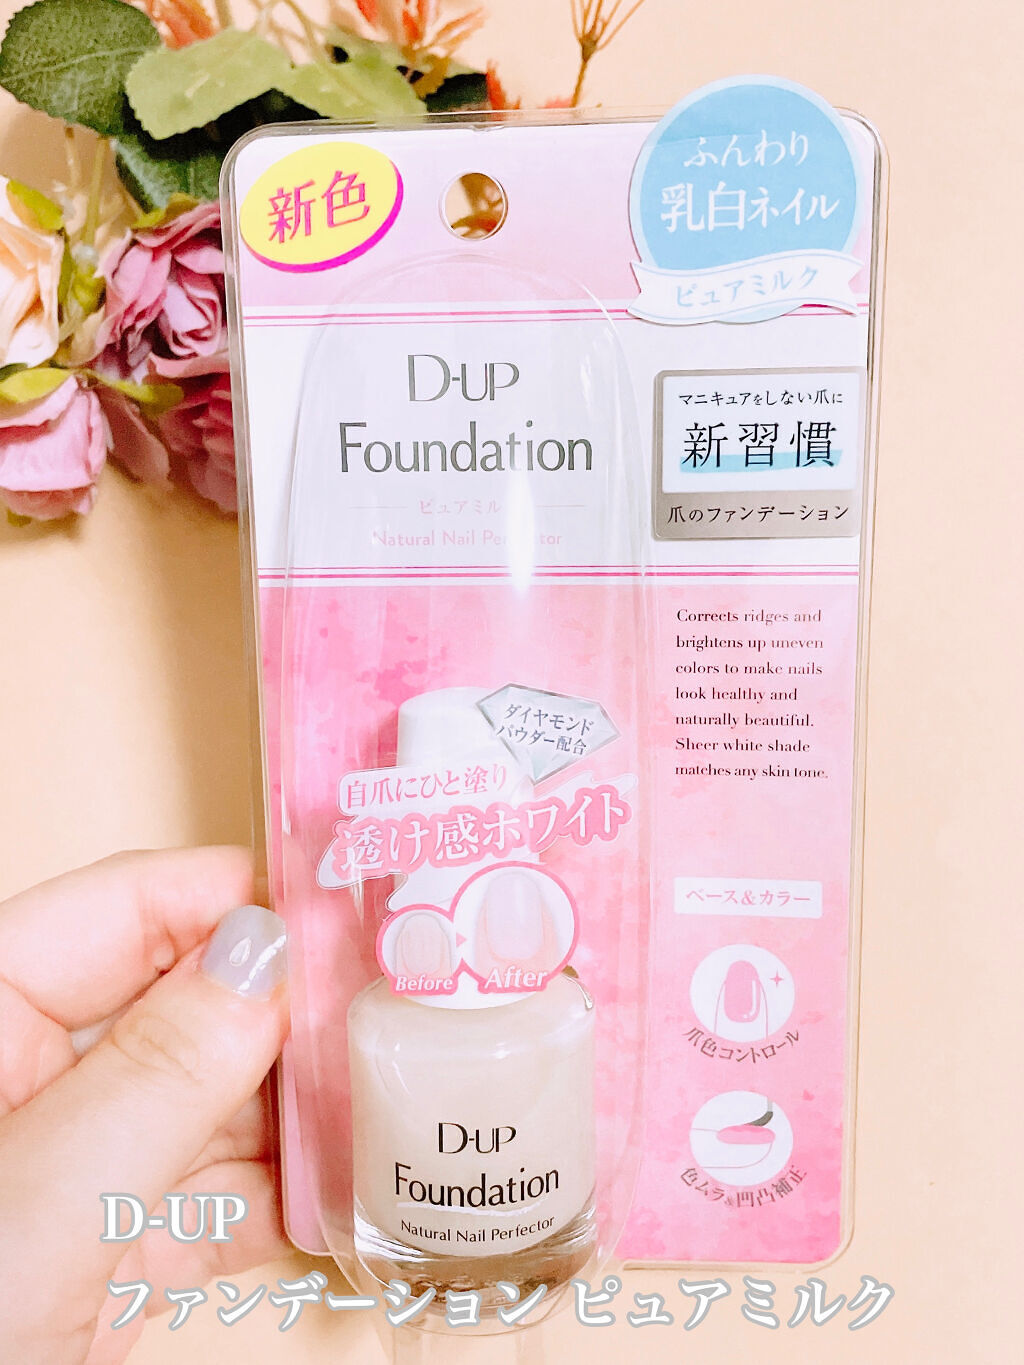 新色
ふんわり
乳白ネイル
ピュアミルク
D-UP
Foundation
ピュアミル
Natural Nail Perfector
マニキュアをしない爪に
新習慣
爪のファンデーション
Corrects ridges and
brightens up uneven
colors to make nails
look healthy and
naturally beautiful.
Sheer white shade
matches any skin tone.
ダイヤモンド
パウダー配合
自爪にひと塗り
透け感ホワイト
Before
After
ベース&カラー
爪色コントロール
色ムラ&凹凸補正
D-UP
Foundation
Natural Nail Perfector
D-UP
ファンデーション ピュアミルク